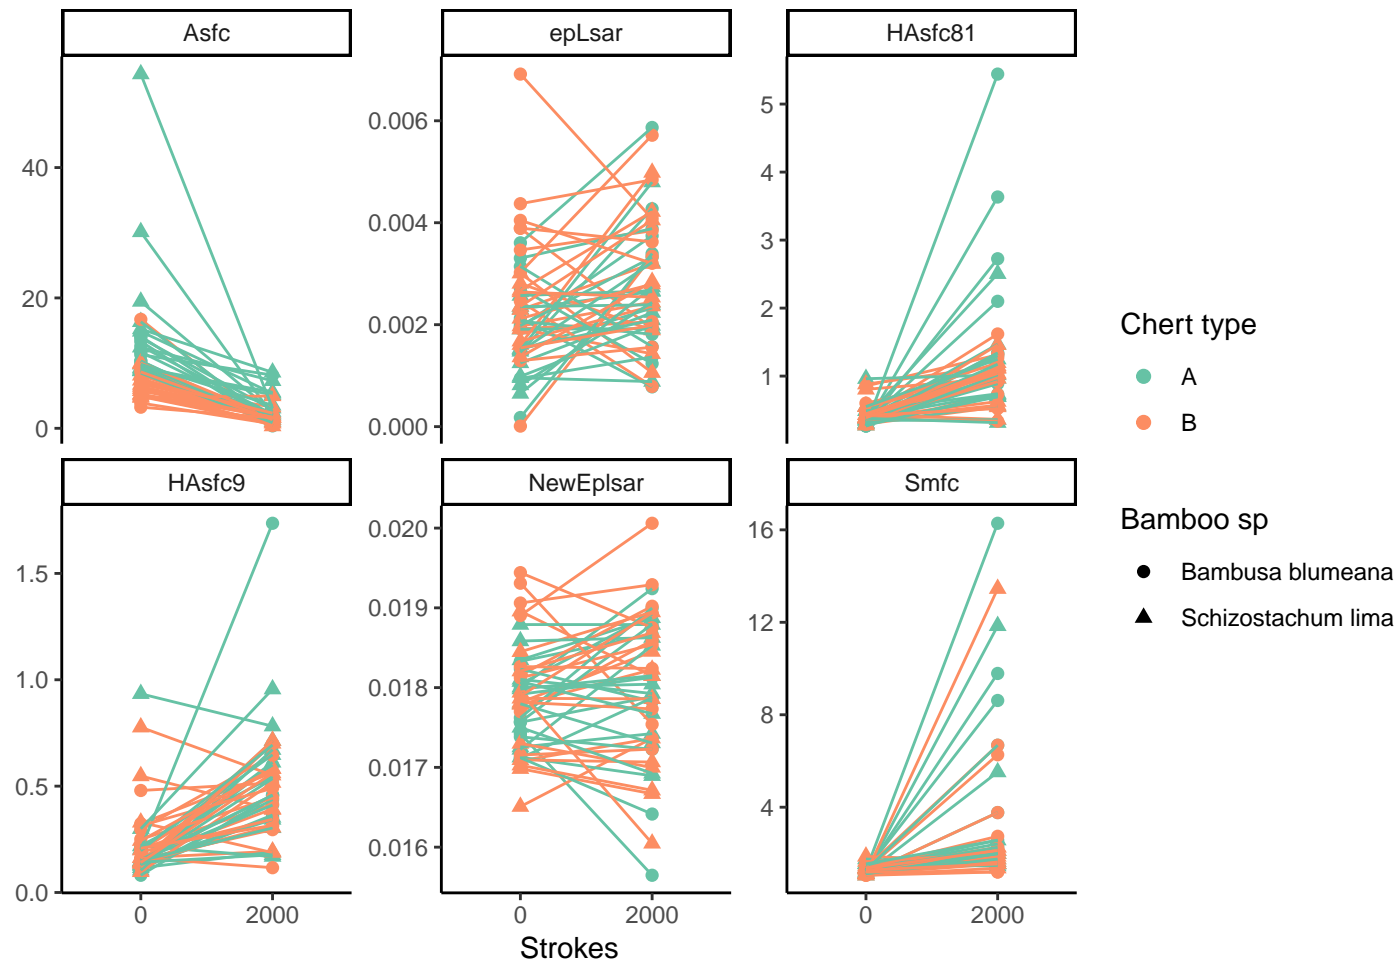 Asfc
epLsar
HAsfc81
40
20
0
0.006
0.004
0.002
0.000
5
4
3
2
1
HAsfc9
NewEplsar
Smfc
1.5
1.0
0.5
0.0
0.020
0.019
0.018
0.017
0.016
16
12
8
4
0 2000
0 2000
0 2000
Strokes
Chert type
A
B
Bamboo sp
Bambusa blumeana
Schizostachum lima